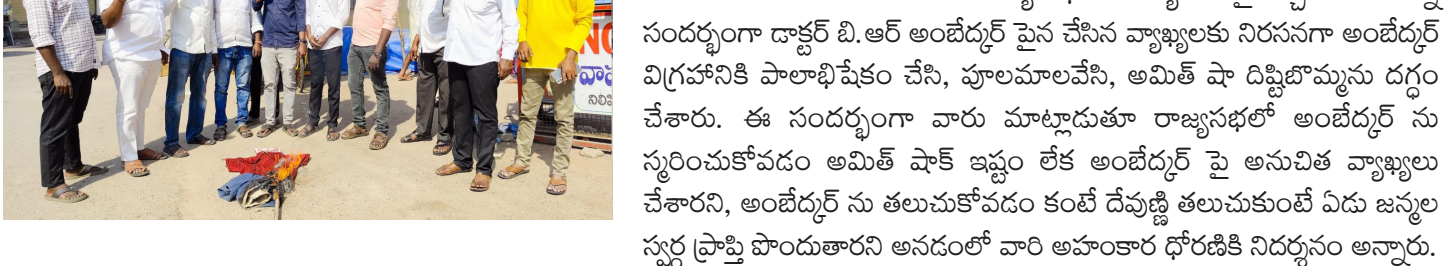 సందర్భంగా డాక్టర్ బి.ఆర్ అంబేద్కర్ పైన చేసిన వ్యాఖ్యలకు నిరసనగా అంబేద్కర్
విగ్రహానికి పాలాభిషేకం చేసి, పూలమాలవేసి, అమిత్ షా దిష్టిబొమ్మను దగ్ధం
చేశారు. ఈ సందర్భంగా వారు మాట్లాడుతూ రాజ్యసభలో అంబేద్కర్ ను
స్మరించుకోవడం అమిత్ షాక్ ఇష్టం లేక అంబేద్కర్ పై అనుచిత వ్యాఖ్యలు
చేశారని, అంబేద్కర్ ను తలుచుకోవడం కంటే దేవుణ్ణి తలుచుకుంటే ఏడు జన్మల
స్వర్గ ప్రాప్తి పొందుతారని అనడంలో వారి అహంకార ధోరణికి నిదర్శనం అన్నారు.